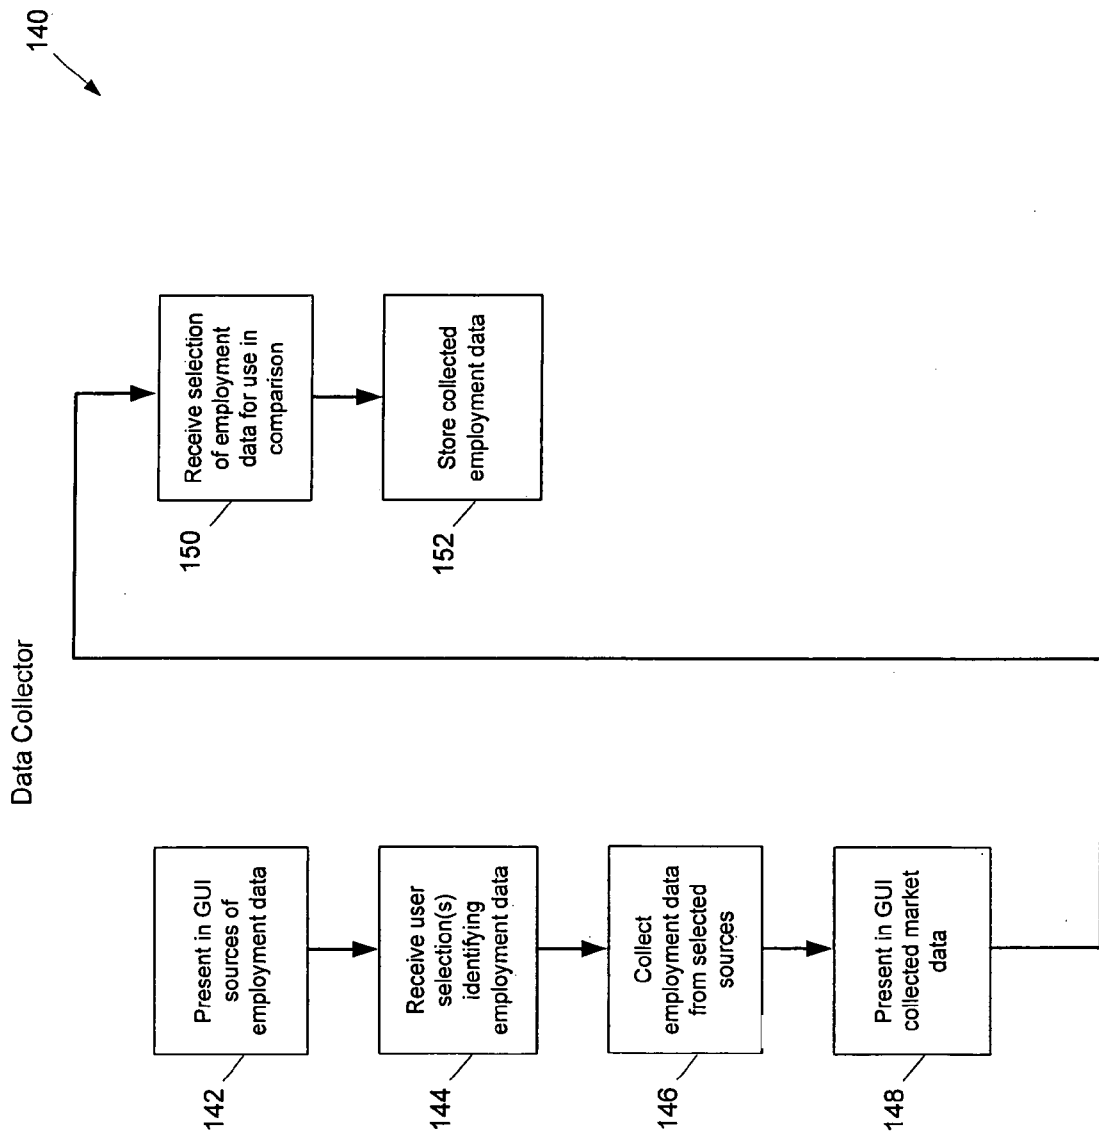 Data Collector
140
142
Present in GUI
sources of
employment data
144
Receive user
selection(s)
identifying
employment data
146
Collect
employment data
from selected
sources
148
Present in GUI
collected market
data
150
Receive selection
of employment
data for use in
comparison
152
Store collected
employment data